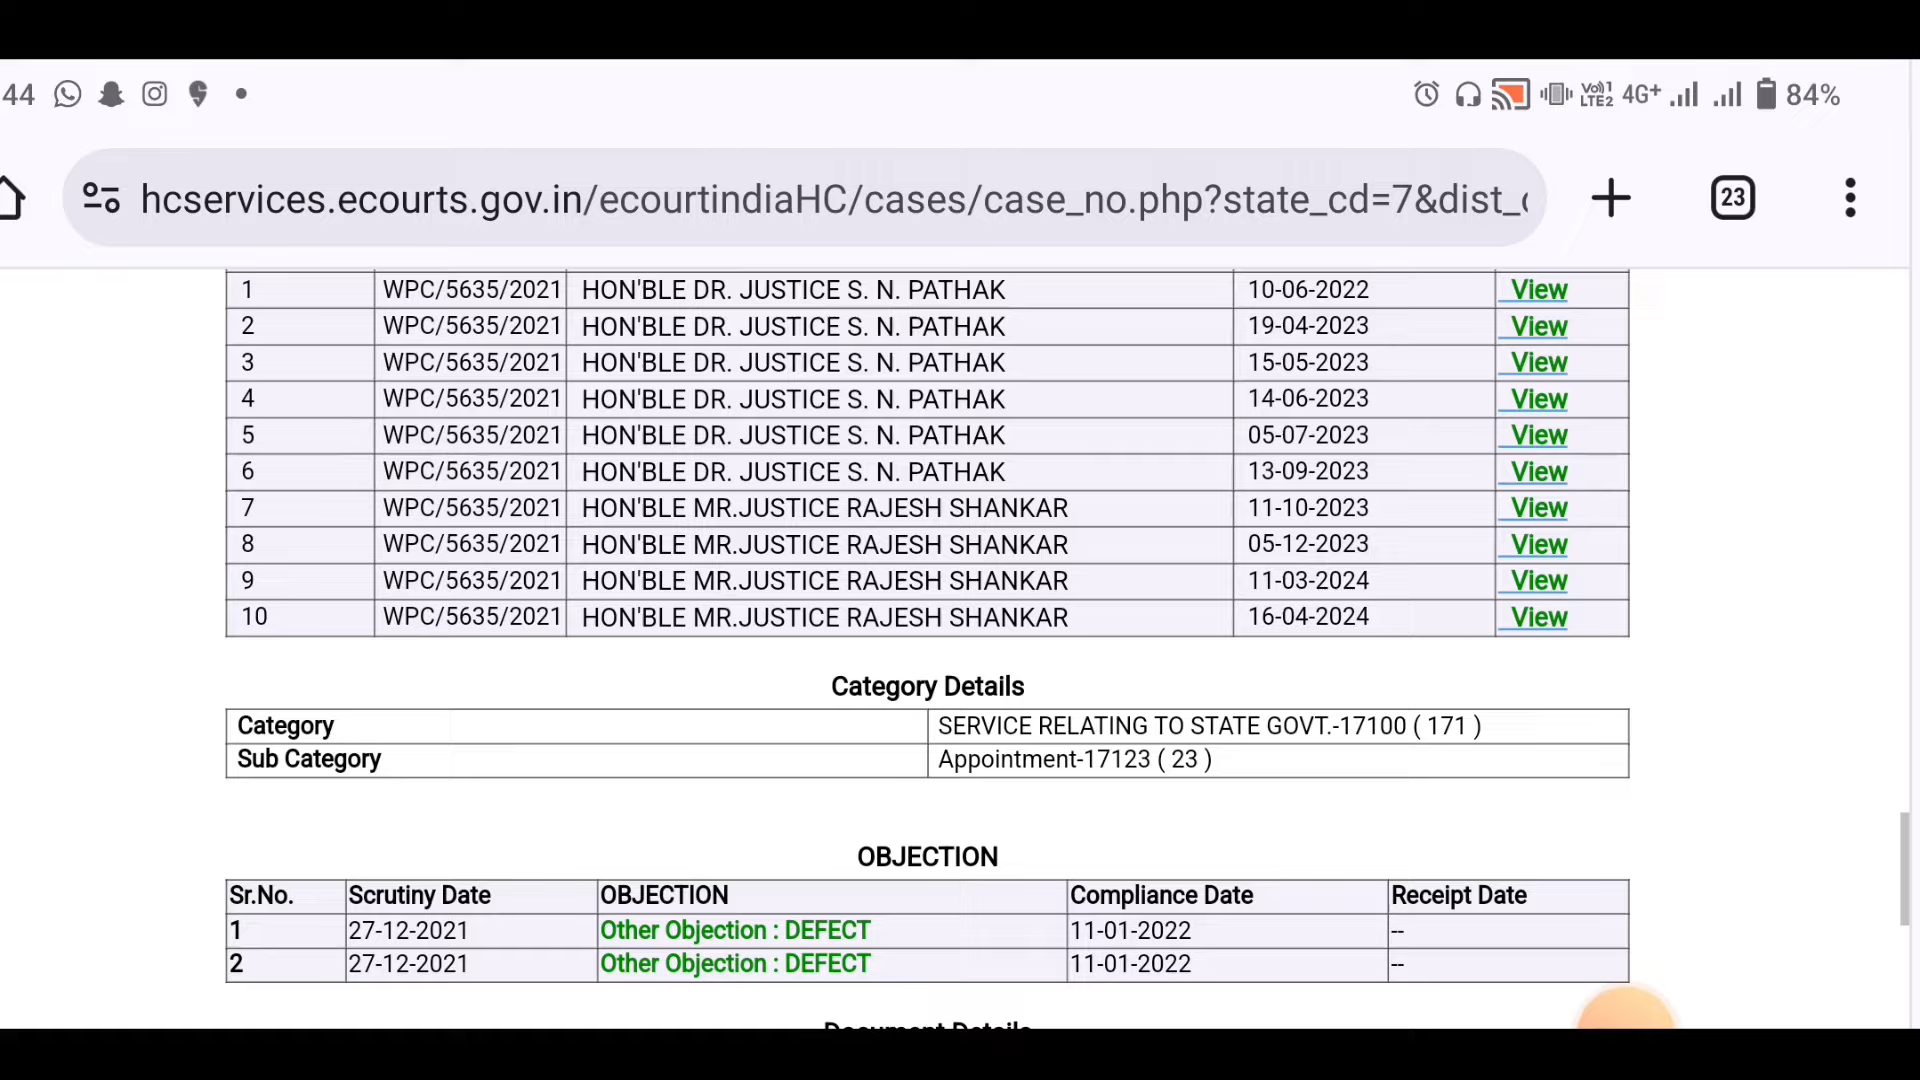 44 84%
Vo)) 1 LTE2 4G+
hcservices.ecourts.gov.in/ecourtindiaHC/cases/case_no.php?state_cd=7&dist_ 23
1 WPC/5635/2021 HON'BLE DR. JUSTICE S. N. PATHAK 10-06-2022 View
2 WPC/5635/2021 HON'BLE DR. JUSTICE S. N. PATHAK 19-04-2023 View
3 WPC/5635/2021 HON'BLE DR. JUSTICE S. N. PATHAK 15-05-2023 View
4 WPC/5635/2021 HON'BLE DR. JUSTICE S. N. PATHAK 14-06-2023 View
5 WPC/5635/2021 HON'BLE DR. JUSTICE S. N. PATHAK 05-07-2023 View
6 WPC/5635/2021 HON'BLE DR. JUSTICE S. N. PATHAK 13-09-2023 View
7 WPC/5635/2021 HON'BLE MR.JUSTICE RAJESH SHANKAR 11-10-2023 View
8 WPC/5635/2021 HON'BLE MR.JUSTICE RAJESH SHANKAR 05-12-2023 View
9 WPC/5635/2021 HON'BLE MR.JUSTICE RAJESH SHANKAR 11-03-2024 View
10 WPC/5635/2021 HON'BLE MR.JUSTICE RAJESH SHANKAR 16-04-2024 View
Category Details
Category SERVICE RELATING TO STATE GOVT.-17100 ( 171 )
Sub Category Appointment-17123 ( 23 )
OBJECTION
Sr.No. Scrutiny Date OBJECTION Compliance Date Receipt Date
1 27-12-2021 Other Objection : DEFECT 11-01-2022 --
2 27-12-2021 Other Objection : DEFECT 11-01-2022 --
Document Details